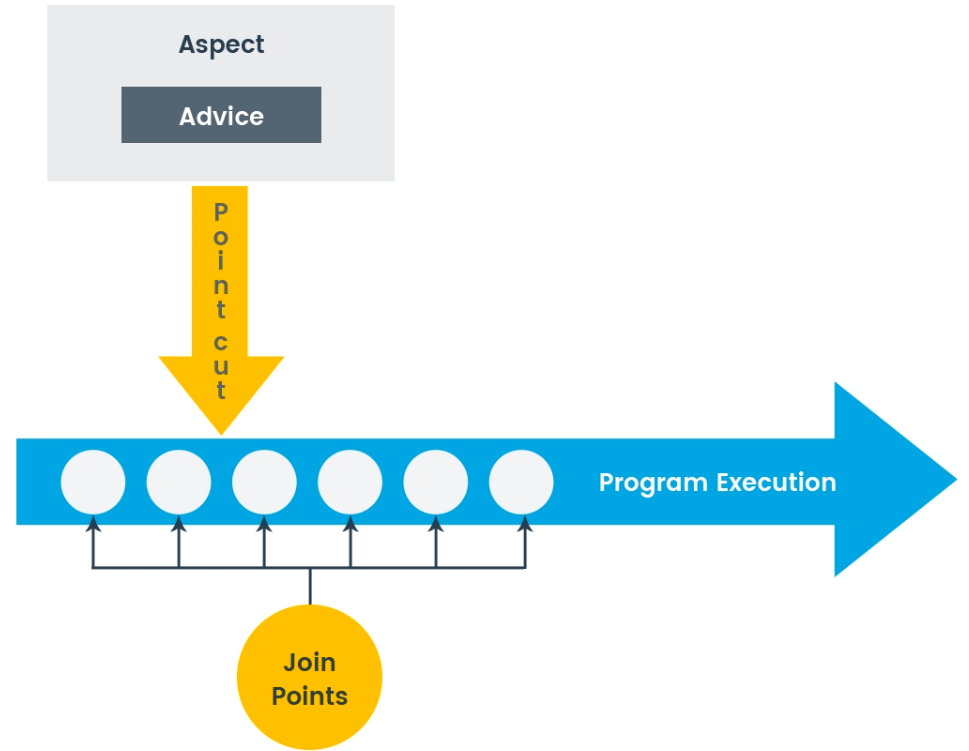 Aspect
Advice
Point cut
Program Execution
Join
Points